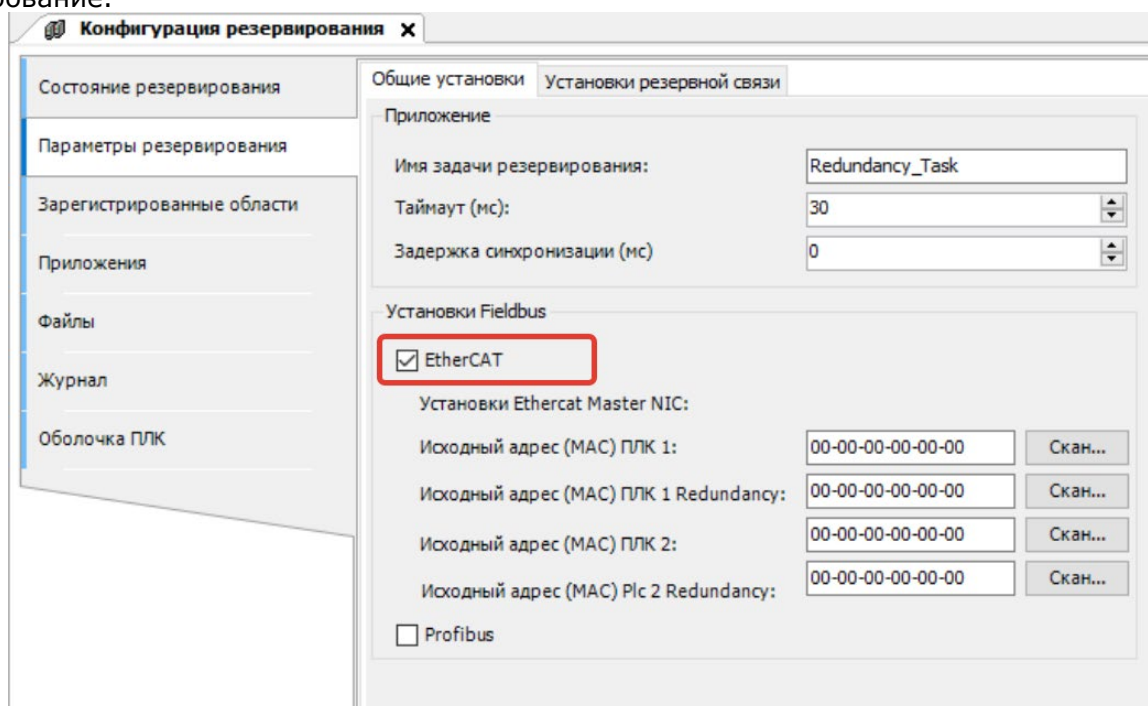 Конфигурация резервирования
Состояние резервирования
Параметры резервирования
Зарегистрированные области
Приложения
Файлы
Журнал
Оболочка ПЛК
Общие установки Установки резервной связи
Приложение
Имя задачи резервирования: Redundancy_Task
Таймаут (мс): 30
Задержка синхронизации (мс) 0
Установки Fieldbus
EtherCAT
Установки Ethercat Master NIC:
Исходный адрес (MAC) ПЛК 1: 00-00-00-00-00-00 Скан...
Исходный адрес (MAC) ПЛК 1 Redundancy: 00-00-00-00-00-00 Скан...
Исходный адрес (MAC) ПЛК 2: 00-00-00-00-00-00 Скан...
Исходный адрес (MAC) Plc 2 Redundancy: 00-00-00-00-00-00 Скан...
Profibus